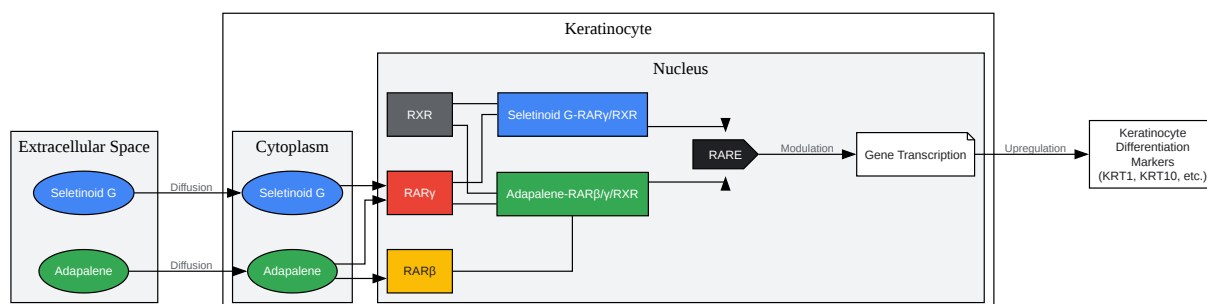 Keratinocyte
Nucleus
Extracellular Space
Cytoplasm
RXR
Seletinoid G-RARγ/RXR
RARE
Modulation
Gene Transcription
Upregulation
Keratinocyte
Differentiation
Markers
(KRT1, KRT10, etc.)
Seletinoid G
Diffusion
Seletinoid G
RARγ
Adapalene-RARβ/γ/RXR
Adapalene
Diffusion
Adapalene
RARβ